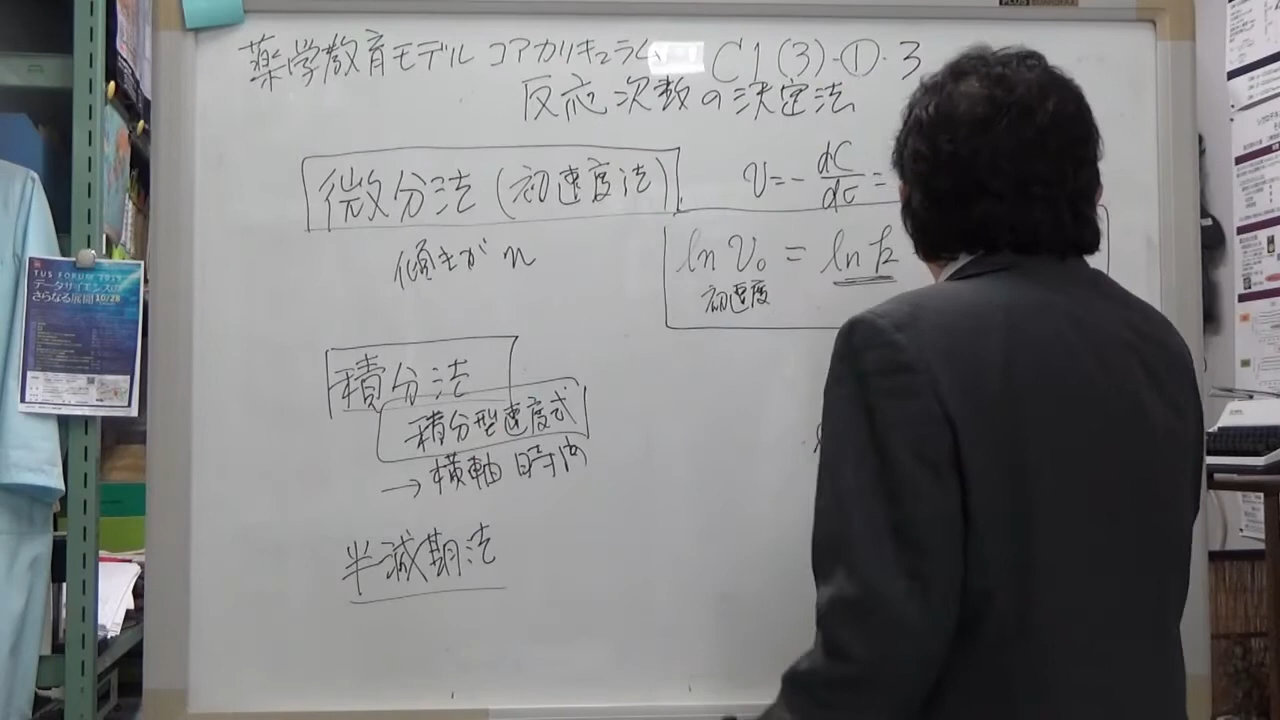 薬学教育モデル コアカリキュラム C1(3)-①-3
反応次数の決定法
微分法(初速度法)
傾きが n
v = - dC/dt =
ln v₀ = ln k
初速度
積分法
積分型速度式
→ 横軸 時間
半減期法
TUS FORUM 2019
データサイエンスの
さらなる展開 10/28
PLUS